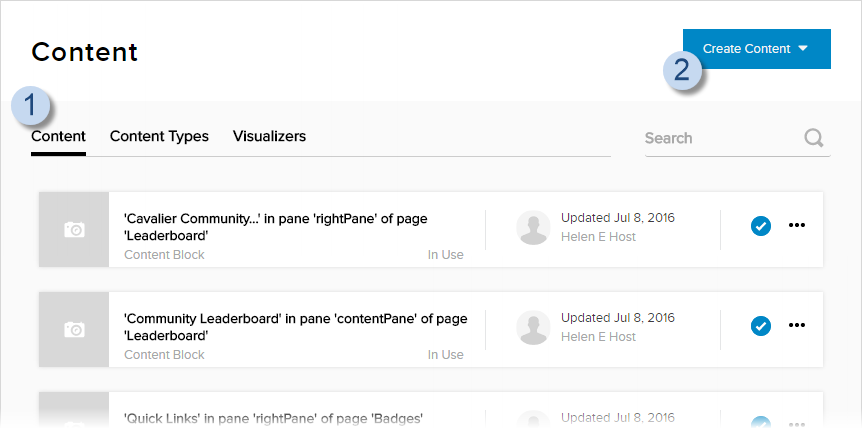 Content
Create Content
2
1
Content Content Types Visualizers
Search
'Cavalier Community...' in pane 'rightPane' of page
'Leaderboard'
Content Block
In Use
Updated Jul 8, 2016
Helen E Host
'Community Leaderboard' in pane 'contentPane' of page
'Leaderboard'
Content Block
In Use
Updated Jul 8, 2016
Helen E Host
'Quick Links' in pane 'rightPane' of page 'Badges'
Updated Jul 8, 2016